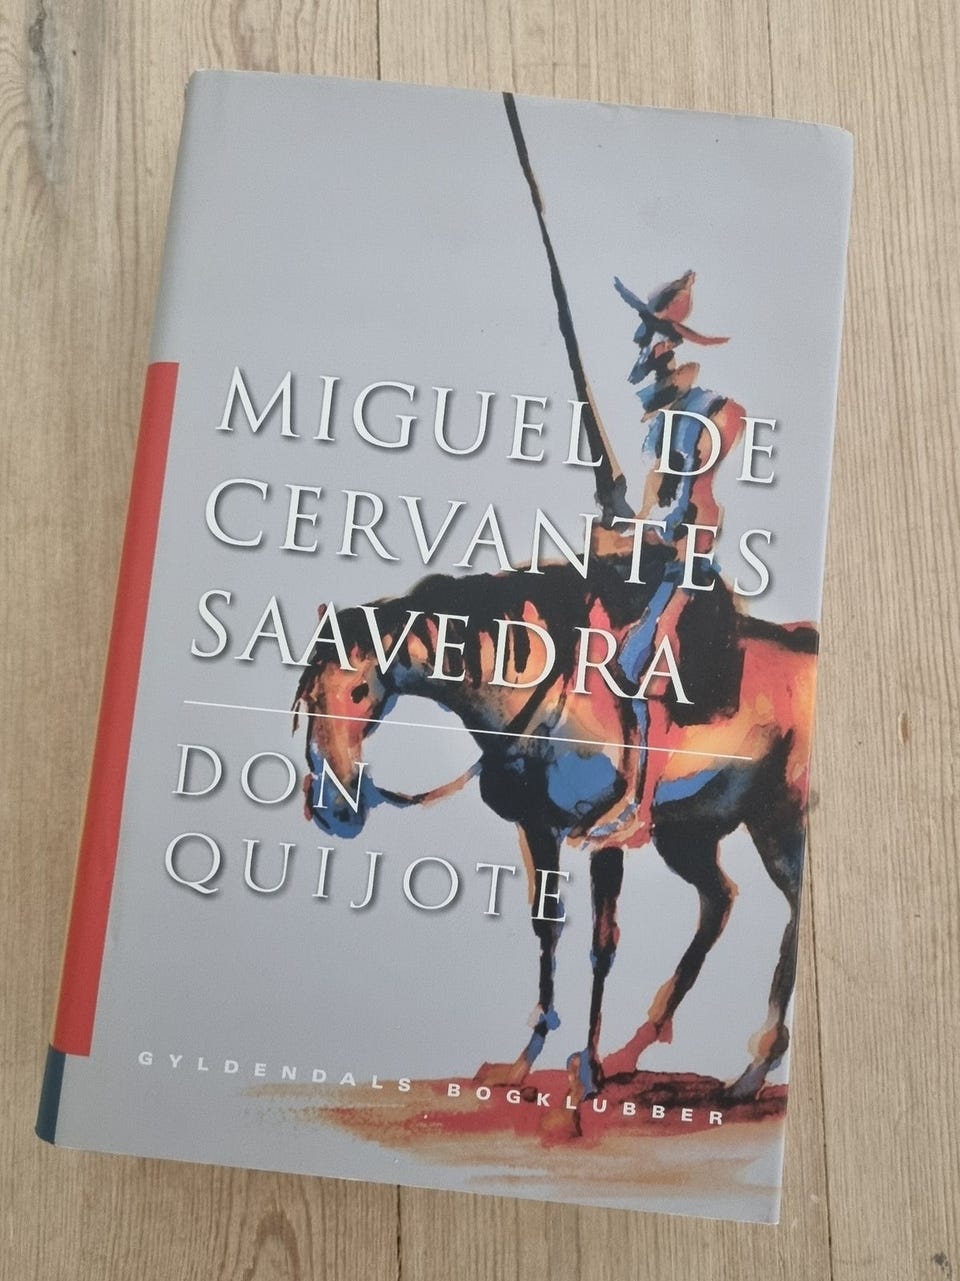 MIGUEL DE
CERVANTES
SAAVEDRA
DON
QUIJOTE
GYLDENDALS BOGKLUBBER